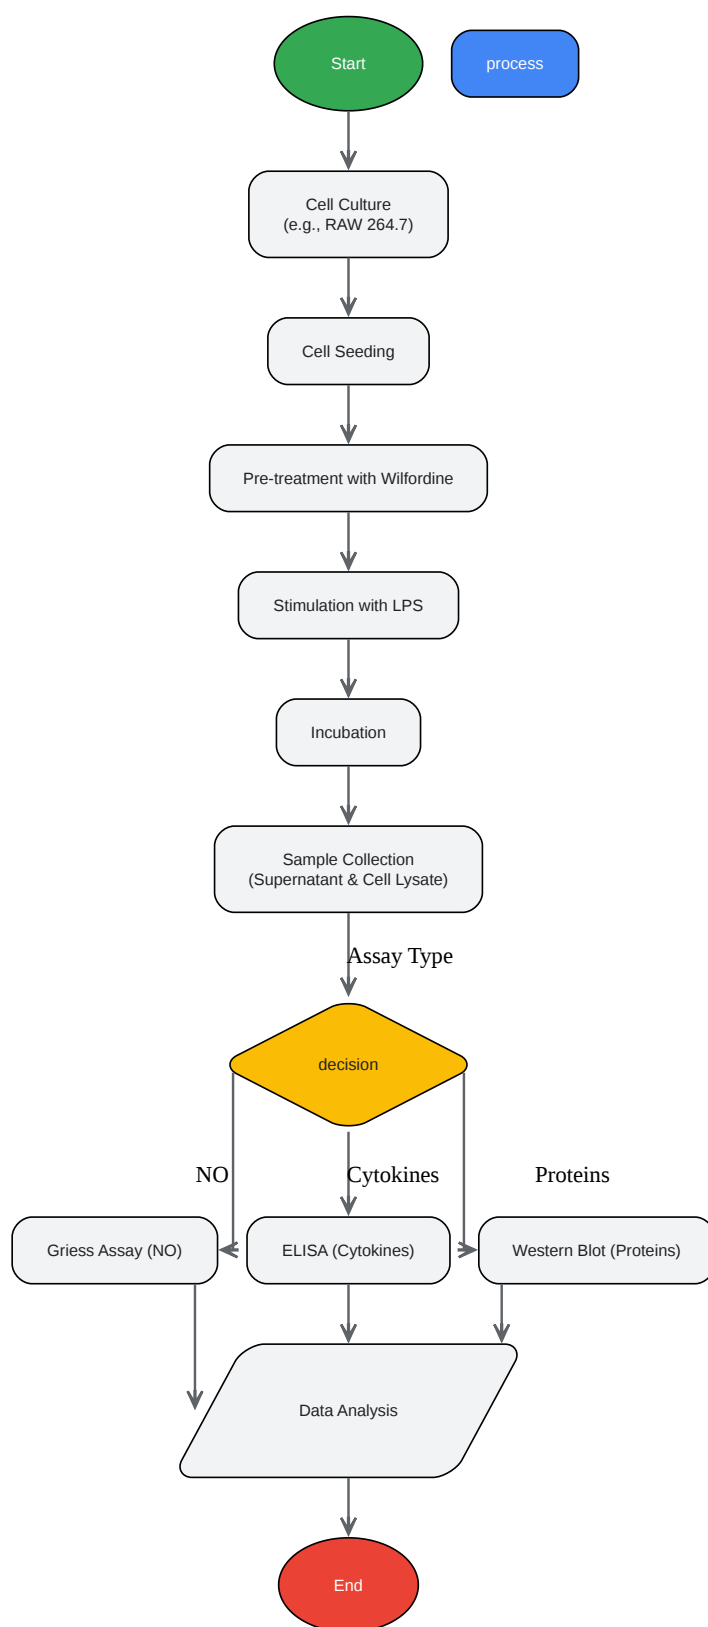 Start
process
Cell Culture
(e.g., RAW 264.7)
Cell Seeding
Pre-treatment with Wilfordine
Stimulation with LPS
Incubation
Sample Collection
(Supernatant & Cell Lysate)
Assay Type
decision
NO
Cytokines
Proteins
Griess Assay (NO)
ELISA (Cytokines)
Western Blot (Proteins)
Data Analysis
End